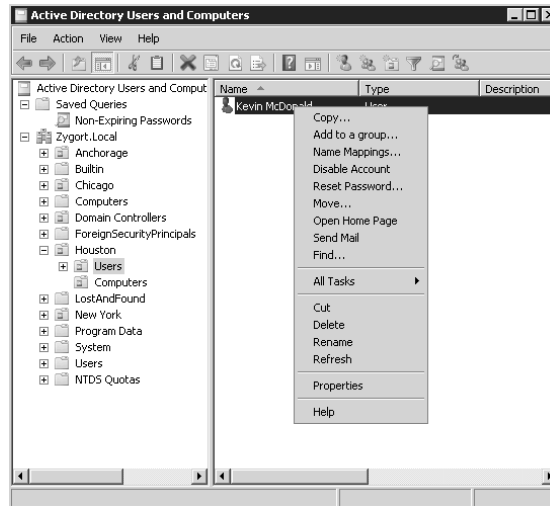 Active Directory Users and Computers
File Action View Help
Active Directory Users and Comput
Saved Queries
Non-Expiring Passwords
Zygort.Local
Anchorage
Builtin
Chicago
Computers
Domain Controllers
ForeignSecurityPrincipals
Houston
Users
Computers
LostAndFound
New York
Program Data
System
Users
NTDS Quotas
Name Type Description
Kevin McDonald User
Copy...
Add to a group...
Name Mappings...
Disable Account
Reset Password...
Move...
Open Home Page
Send Mail
Find...
All Tasks
Cut
Delete
Rename
Refresh
Properties
Help